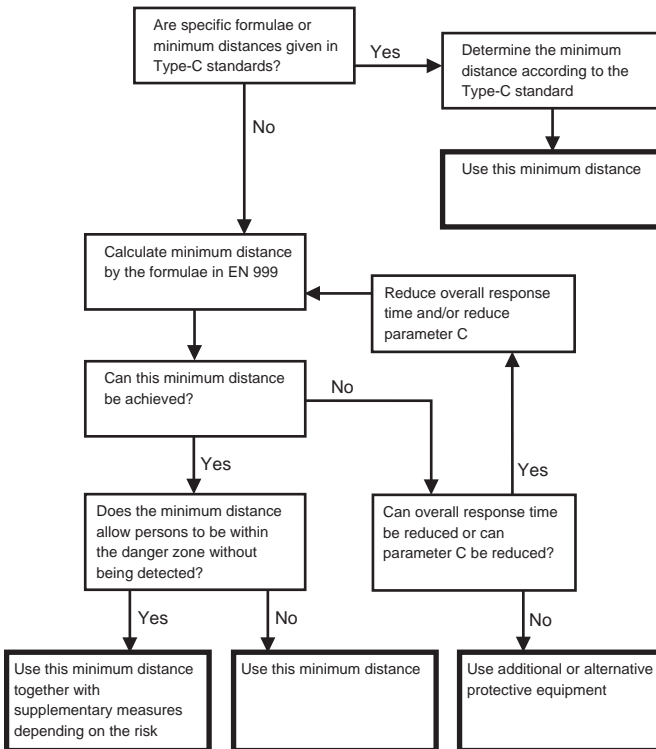 Are specific formulae or
minimum distances given in
Type-C standards?
Yes
Determine the minimum
distance according to the
Type-C standard
No
Use this minimum distance
Calculate minimum distance
by the formulae in EN 999
Reduce overall response
time and/or reduce
parameter C
Can this minimum distance
be achieved?
No
Yes
Yes
Does the minimum distance
allow persons to be within
the danger zone without
being detected?
Can overall response time
be reduced or can
parameter C be reduced?
Yes
No
No
Use this minimum distance
together with
supplementary measures
depending on the risk
Use this minimum distance
Use additional or alternative
protective equipment